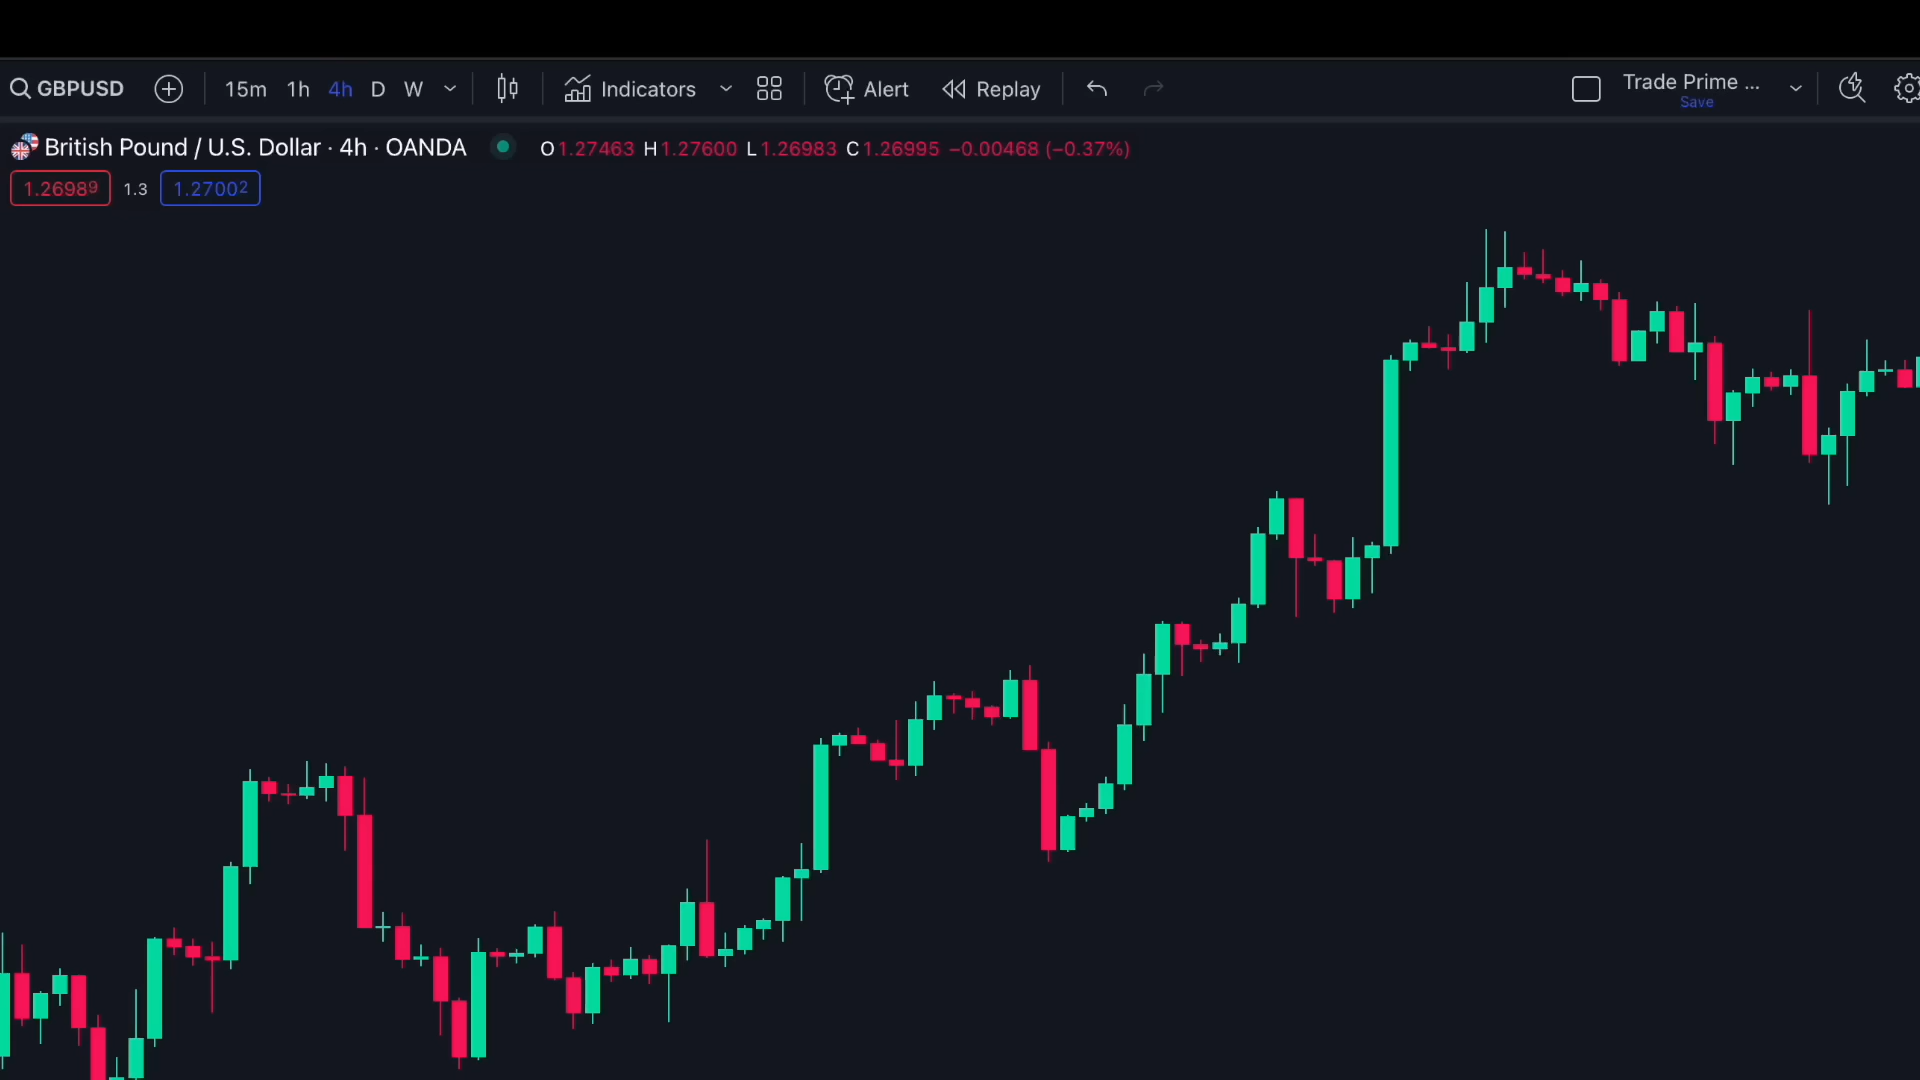 GBPUSD 15m 1h 4h D W Indicators Alert Replay Trade Prime ...
Save
British Pound / U.S. Dollar · 4h · OANDA O1.27463 H1.27600 L1.26983 C1.26995 −0.00468 (−0.37%)
1.26989 1.3 1.27002